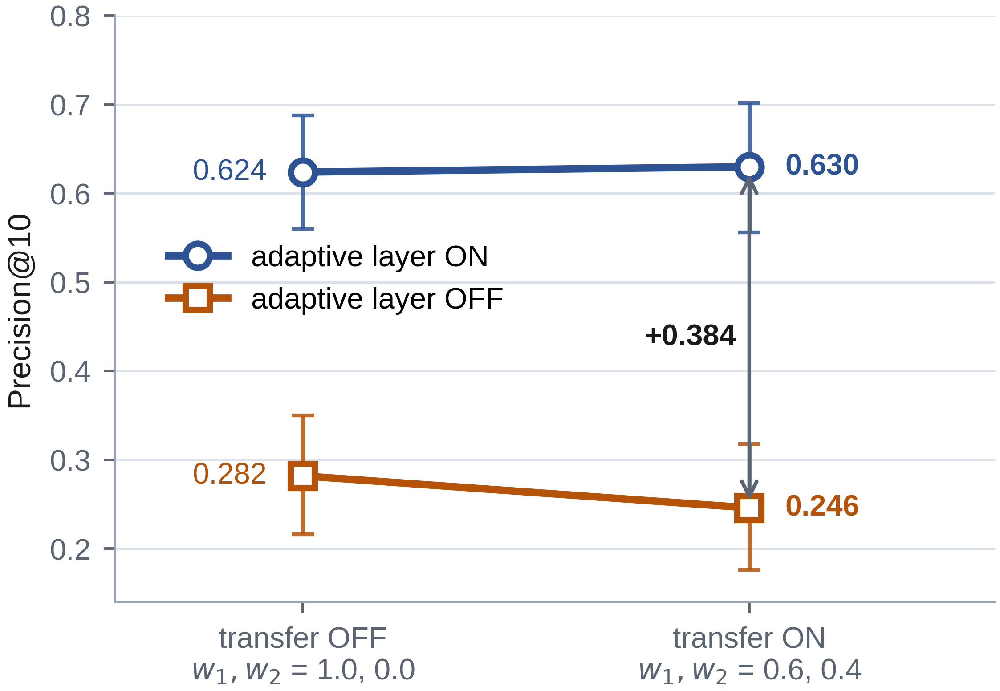 0.8
0.7
0.6
0.5
0.4
0.3
0.2
Precision@10
0.624
0.630
adaptive layer ON
adaptive layer OFF
+0.384
0.282
0.246
transfer OFF
w₁, w₂ = 1.0, 0.0
transfer ON
w₁, w₂ = 0.6, 0.4